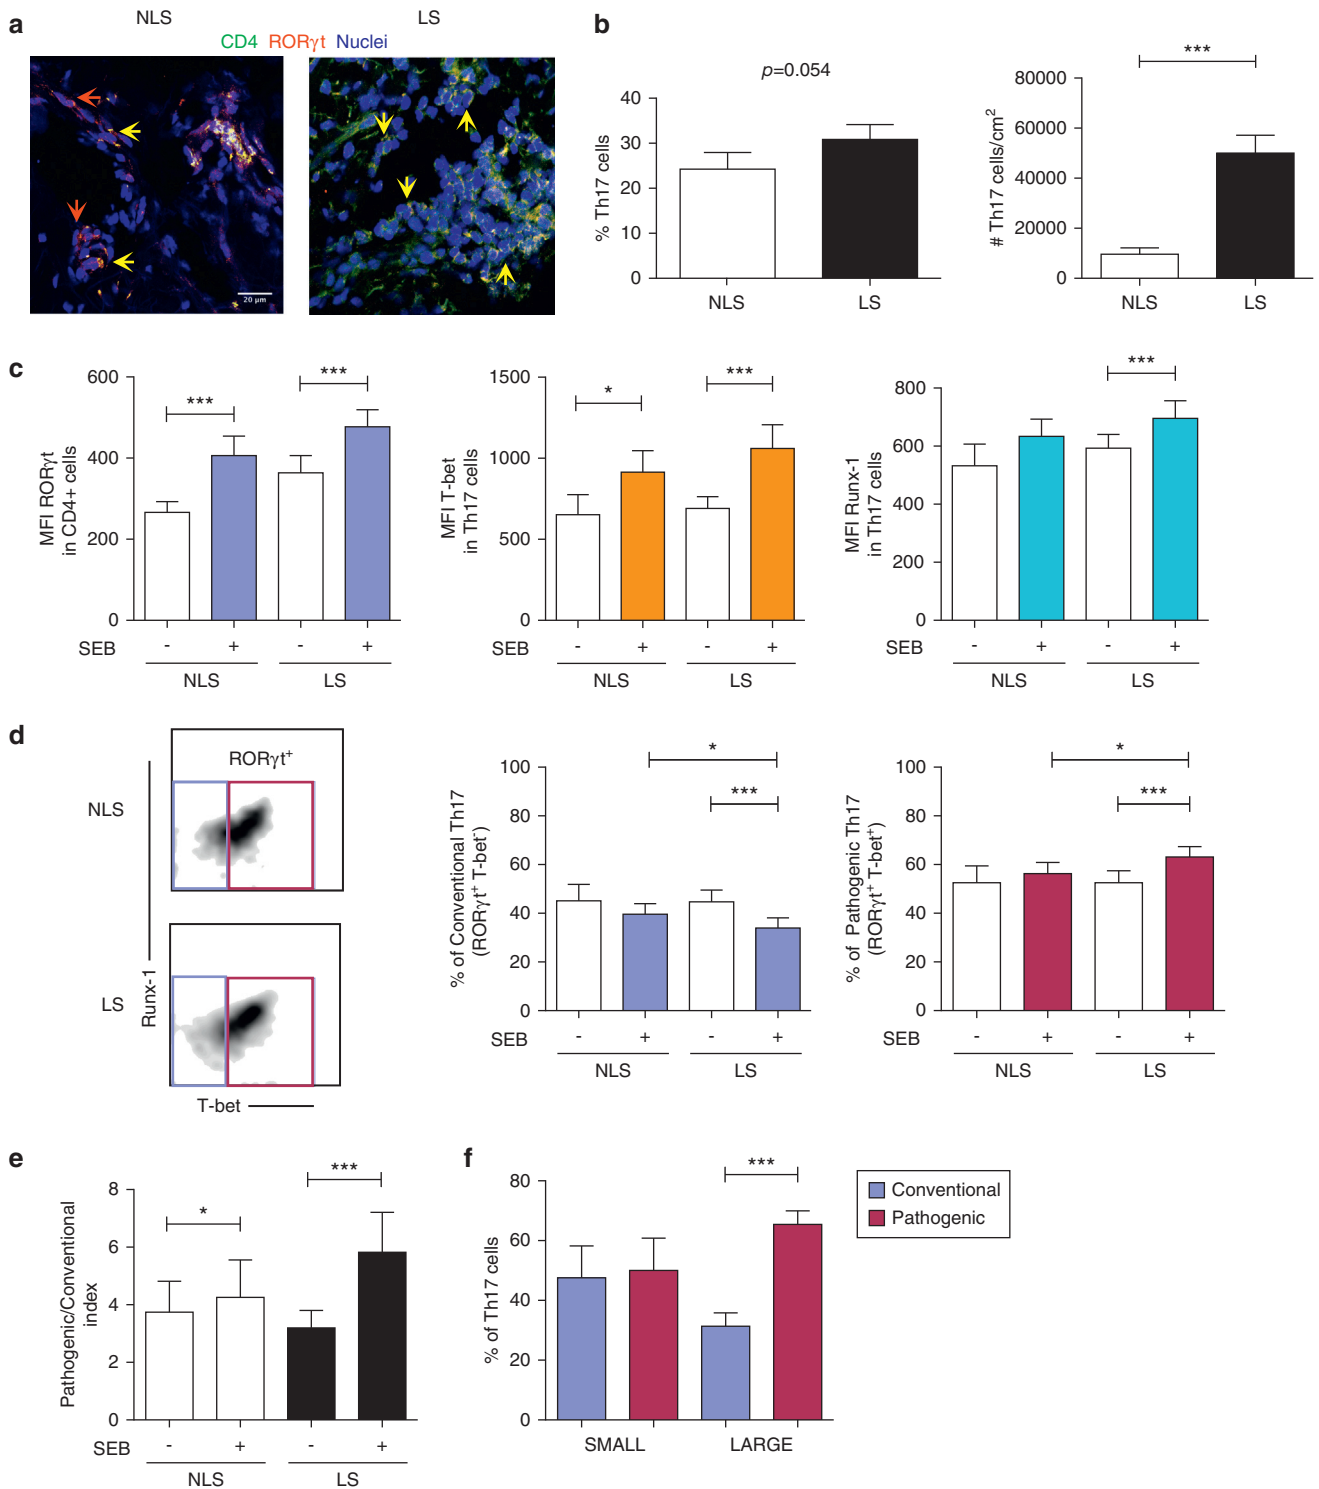 a
NLS
LS
CD4 RORγt Nuclei
20 µm
b
p=0.054
% Th17 cells
40
30
20
10
0
NLS
LS
***
# Th17 cells/cm²
80000
60000
40000
20000
0
NLS
LS
c
MFI RORγt
in CD4+ cells
600
400
200
0
***
***
SEB - + - +
NLS LS
MFI T-bet
in Th17 cells
1500
1000
500
0
*
***
SEB - + - +
NLS LS
MFI Runx-1
in Th17 cells
800
600
400
200
0
***
SEB - + - +
NLS LS
d
RORγt⁺
NLS
LS
Runx-1
T-bet
% of Conventional Th17
(RORγt⁺ T-bet⁻)
100
80
60
40
20
0
*
***
SEB - + - +
NLS LS
% of Pathogenic Th17
(RORγt⁺ T-bet⁺)
100
80
60
40
20
0
*
***
SEB - + - +
NLS LS
e
Pathogenic/Conventional
index
8
6
4
2
0
*
***
SEB - + - +
NLS LS
f
% of Th17 cells
80
60
40
20
0
***
SMALL LARGE
Conventional
Pathogenic